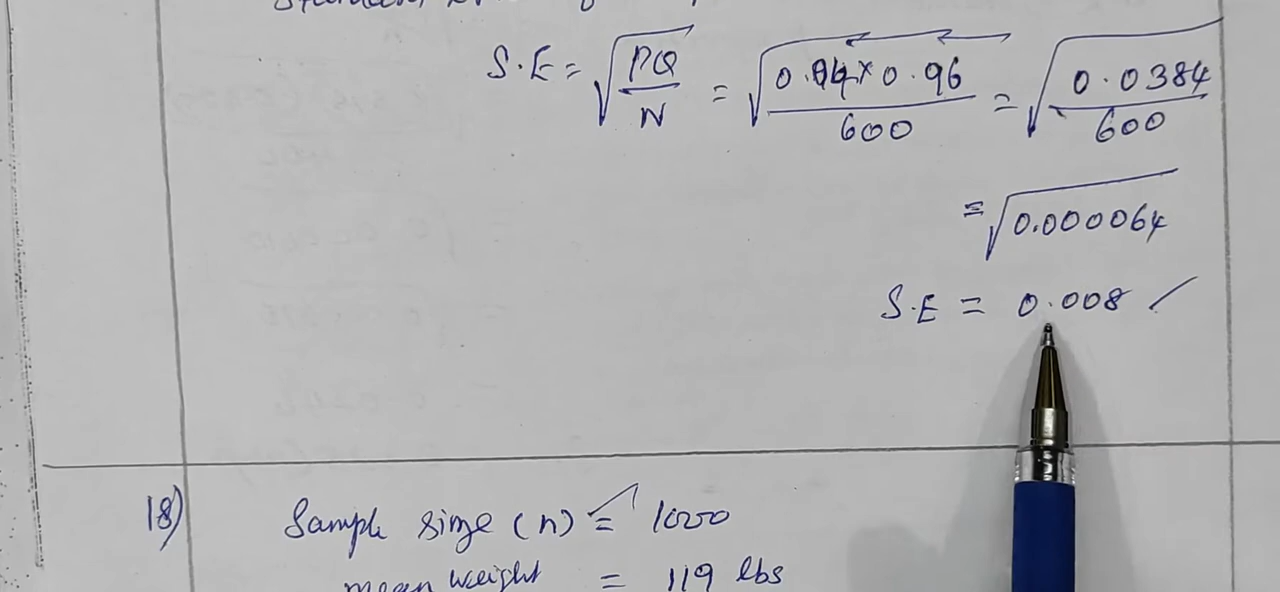 S.E = √PQ/N = √0.04×0.96/600 = √0.0384/600
= √0.000064
S.E = 0.008
18) Sample size (n) = 1000
mean weight = 119 lbs